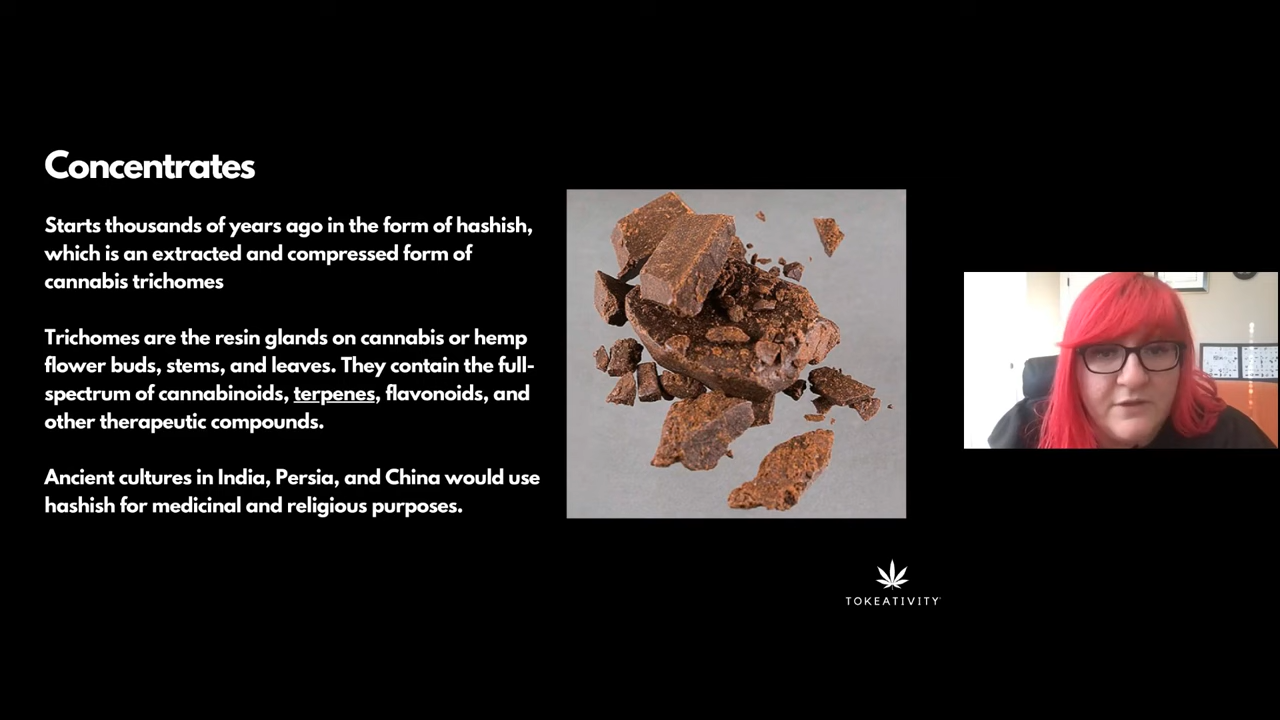 Concentrates
Starts thousands of years ago in the form of hashish,
which is an extracted and compressed form of
cannabis trichomes
Trichomes are the resin glands on cannabis or hemp
flower buds, stems, and leaves. They contain the full-
spectrum of cannabinoids, terpenes, flavonoids, and
other therapeutic compounds.
Ancient cultures in India, Persia, and China would use
hashish for medicinal and religious purposes.
TOKEATIVITY